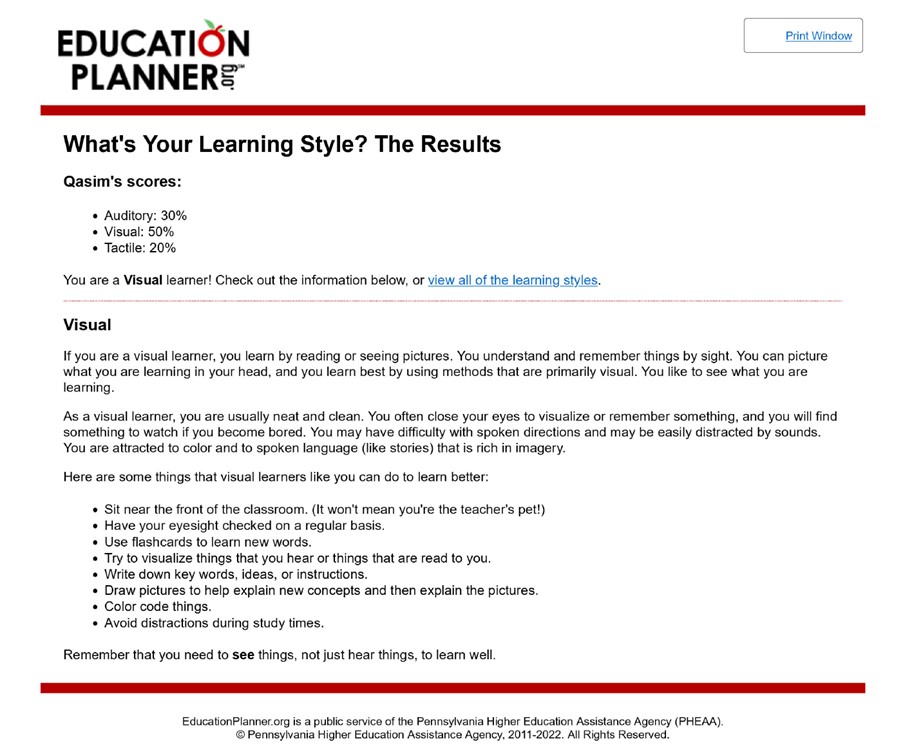 EDUCATION
PLANNER.org™
Print Window
What's Your Learning Style? The Results
Qasim's scores:
• Auditory: 30%
• Visual: 50%
• Tactile: 20%
You are a Visual learner! Check out the information below, or view all of the learning styles.
Visual
If you are a visual learner, you learn by reading or seeing pictures. You understand and remember things by sight. You can picture
what you are learning in your head, and you learn best by using methods that are primarily visual. You like to see what you are
learning.
As a visual learner, you are usually neat and clean. You often close your eyes to visualize or remember something, and you will find
something to watch if you become bored. You may have difficulty with spoken directions and may be easily distracted by sounds.
You are attracted to color and to spoken language (like stories) that is rich in imagery.
Here are some things that visual learners like you can do to learn better:
• Sit near the front of the classroom. (It won't mean you're the teacher's pet!)
• Have your eyesight checked on a regular basis.
• Use flashcards to learn new words.
• Try to visualize things that you hear or things that are read to you.
• Write down key words, ideas, or instructions.
• Draw pictures to help explain new concepts and then explain the pictures.
• Color code things.
• Avoid distractions during study times.
Remember that you need to see things, not just hear things, to learn well.
EducationPlanner.org is a public service of the Pennsylvania Higher Education Assistance Agency (PHEAA).
© Pennsylvania Higher Education Assistance Agency, 2011-2022. All Rights Reserved.